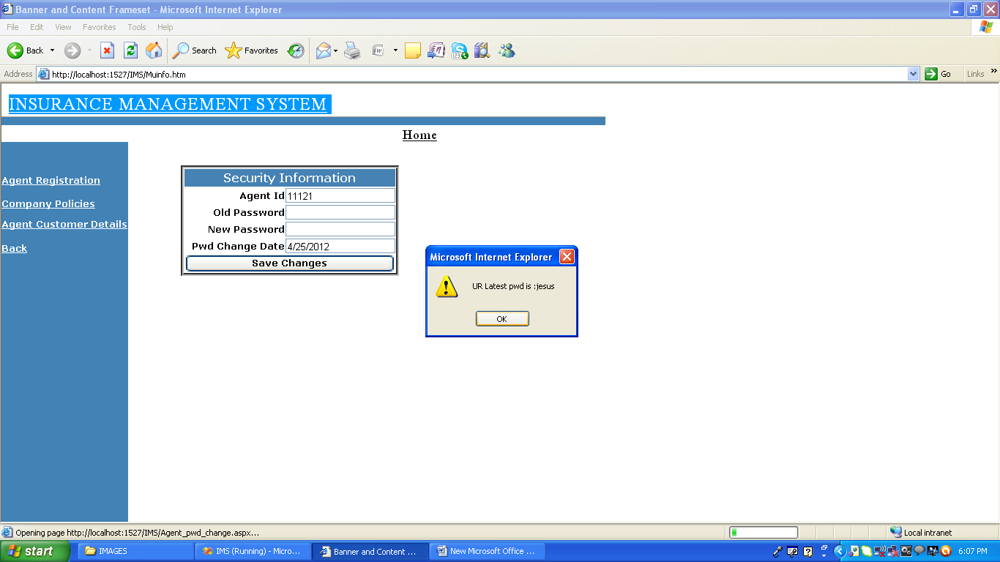 Banner and Content Frameset - Microsoft Internet Explorer
File Edit View Favorites Tools Help
Back Search Favorites
Address http://localhost:1527/IMS/Muinfo.htm Go Links »
INSURANCE MANAGEMENT SYSTEM
Home
Agent Registration
Company Policies
Agent Customer Details
Back
Security Information
Agent Id 11121
Old Password
New Password
Pwd Change Date 4/25/2012
Save Changes
Microsoft Internet Explorer
UR Latest pwd is :jesus
OK
Opening page http://localhost:1527/IMS/Agent_pwd_change.aspx... Local intranet
start IMAGES IMS (Running) - Micro... Banner and Content ... New Microsoft Office ... 6:07 PM